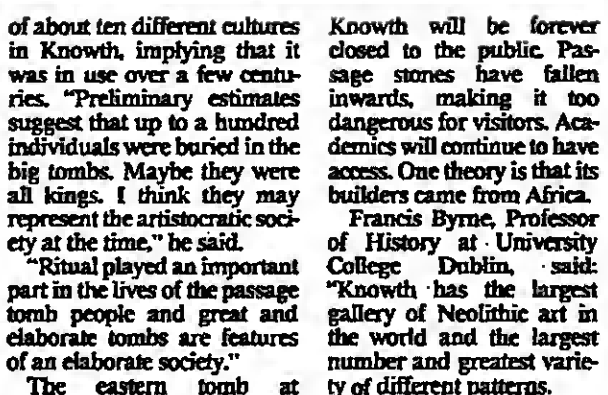 of about ten different cultures
in Knowth, implying that it
was in use over a few centu-
ries. "Preliminary estimates
suggest that up to a hundred
individuals were buried in the
big tombs. Maybe they were
all kings. I think they may
represent the artistocratic soci-
ety at the time," he said.
"Ritual played an important
part in the lives of the passage
tomb people and great and
elaborate tombs are features
of an elaborate society."
The eastern tomb at
Knowth will be forever
closed to the public. Pas-
sage stones have fallen
inwards, making it too
dangerous for visitors. Aca-
demics will continue to have
access. One theory is that its
builders came from Africa.
Francis Byrne, Professor
of History at University
College Dublin, said:
"Knowth has the largest
gallery of Neolithic art in
the world and the largest
number and greatest varie-
ty of different patterns.